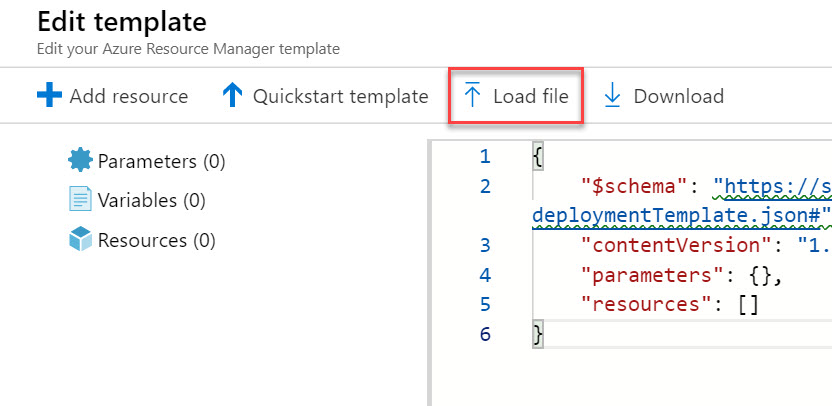 Edit template
Edit your Azure Resource Manager template
Add resource
Quickstart template
Load file
Download
Parameters (0)
Variables (0)
Resources (0)
1 {
2 "$schema": "https://s
deploymentTemplate.json#"
3 "contentVersion": "1.
4 "parameters": {},
5 "resources": []
6 }